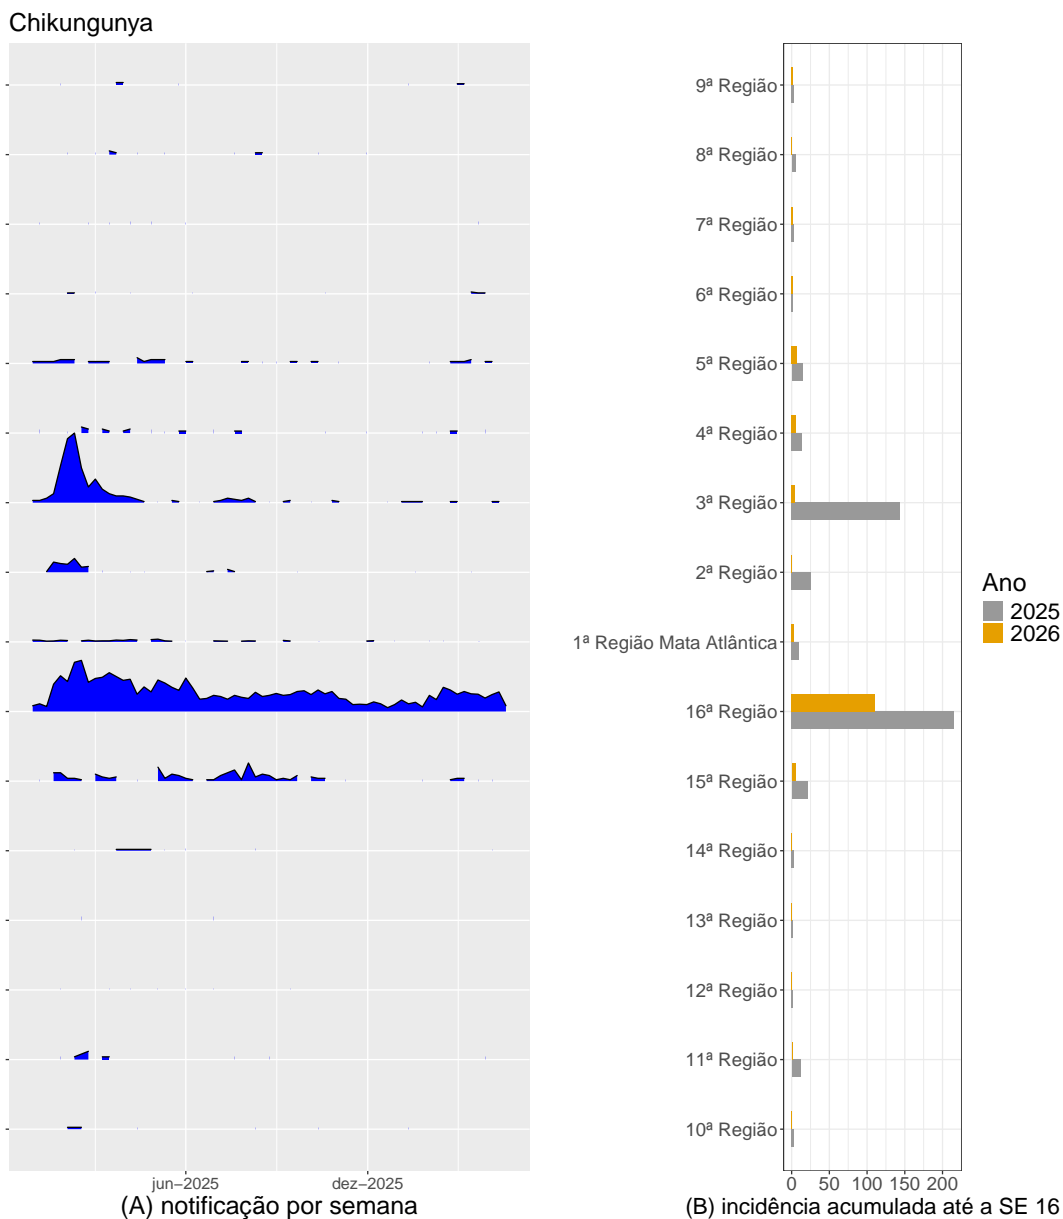 Chikungunya
9ª Região
8ª Região
7ª Região
6ª Região
5ª Região
4ª Região
3ª Região
2ª Região
1ª Região Mata Atlântica
16ª Região
15ª Região
14ª Região
13ª Região
12ª Região
11ª Região
10ª Região
Ano
2025
2026
jun−2025 dez−2025
0 50 100 150 200
(A) notificação por semana
(B) incidência acumulada até a SE 16